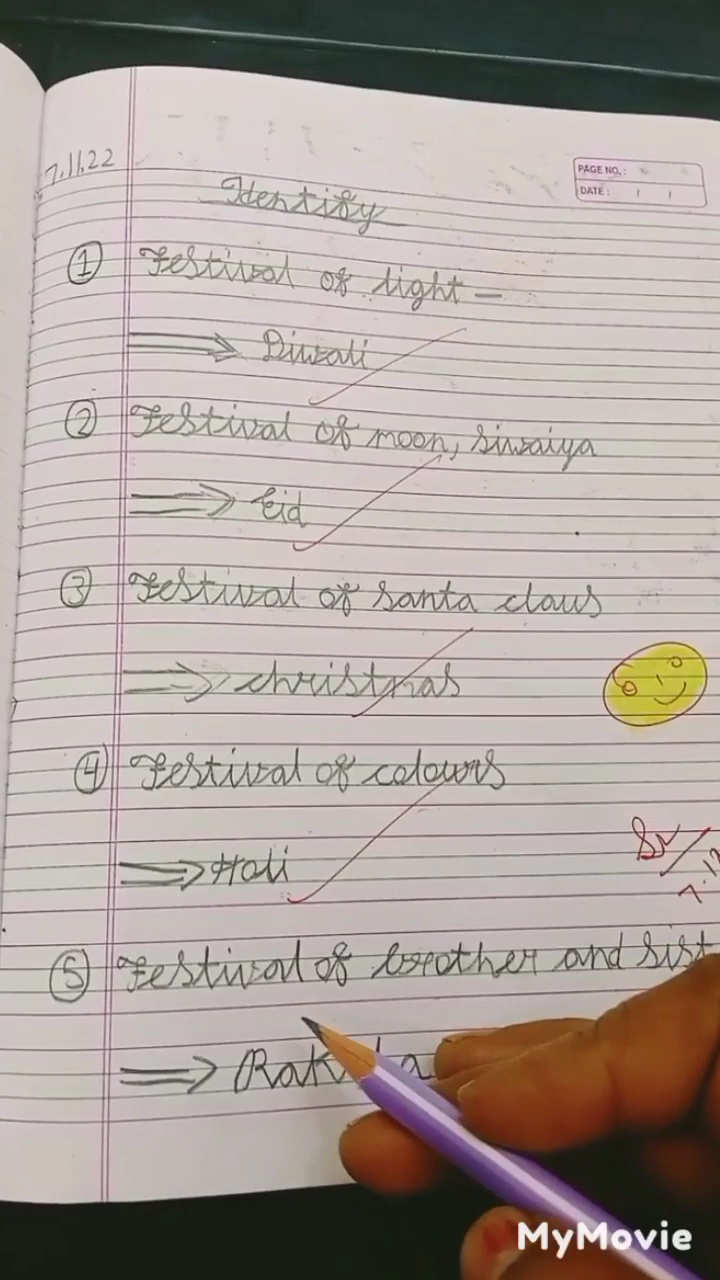 7.11.22
PAGE NO. :
DATE : / /
Identify
① Festival of light –
⇒ Diwali
② Festival of moon, siwaiya
⇒ Eid
③ Festival of santa claus
⇒ christmas
④ Festival of colours
⇒ Holi
⑤ Festival of brother and sist
⇒
MyMovie